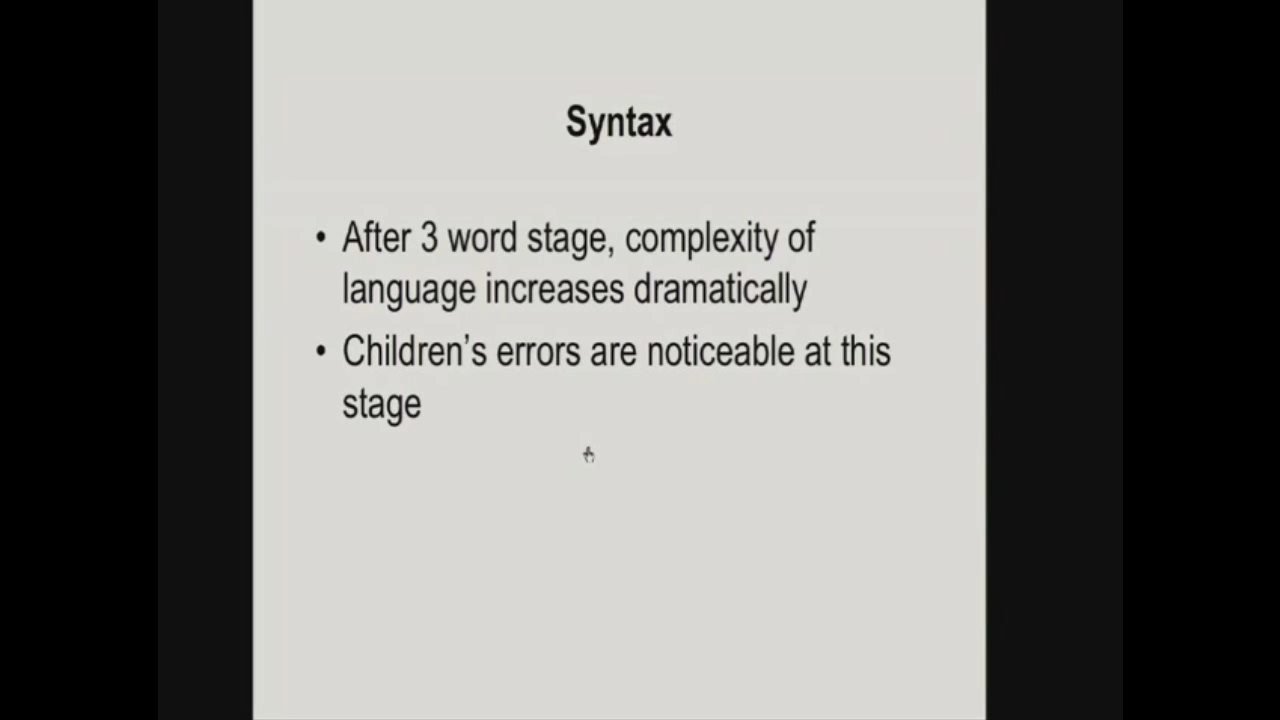 Syntax
• After 3 word stage, complexity of
language increases dramatically
• Children’s errors are noticeable at this
stage